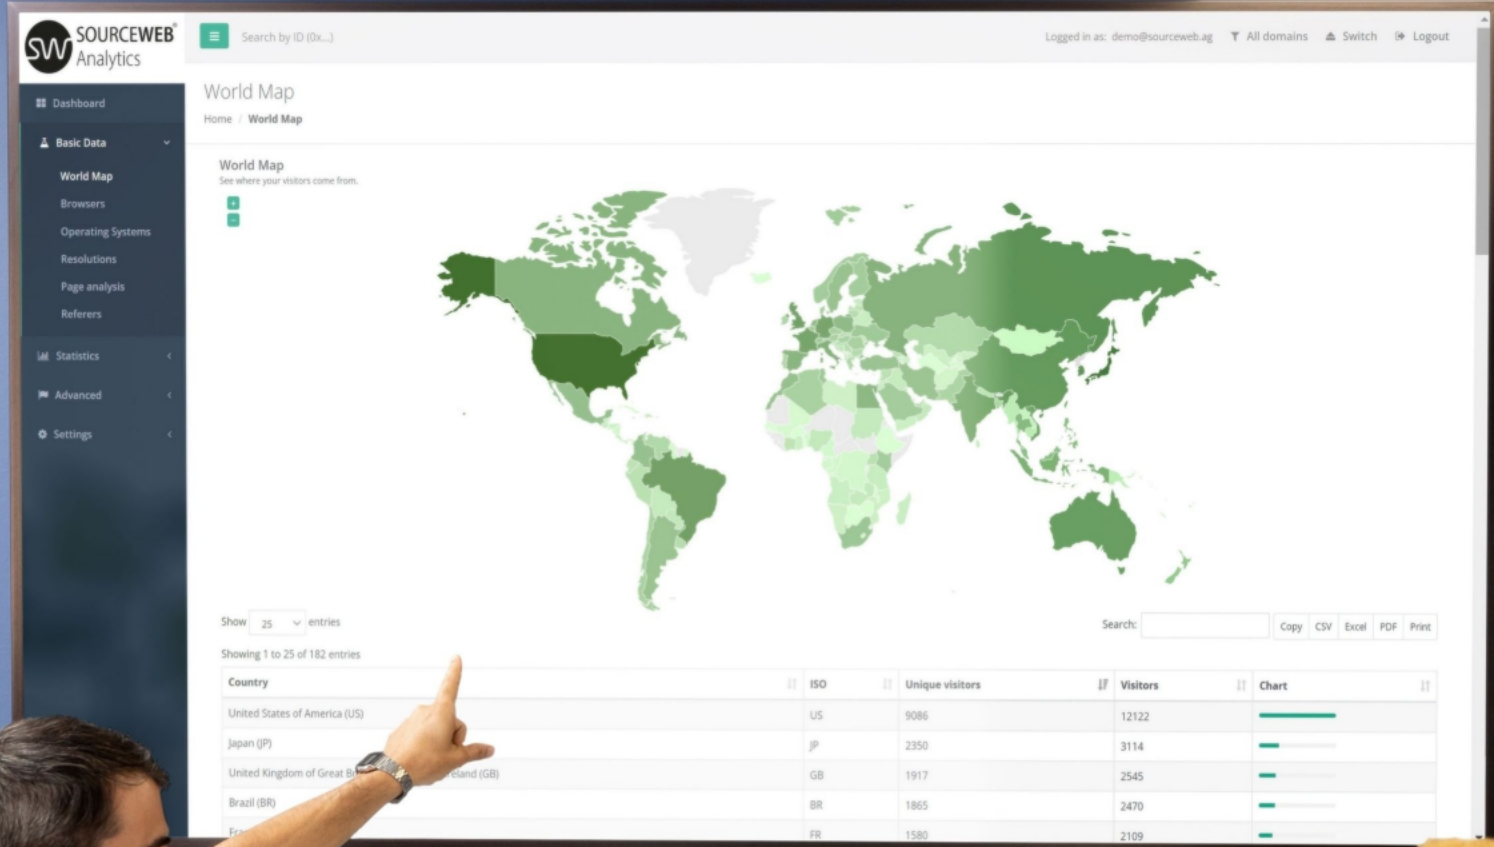 SOURCEWEB®
SW
Analytics
Search by ID (0x...)
Logged in as: demo@sourceweb.ag All domains Switch Logout
Dashboard
Basic Data
World Map
Browsers
Operating Systems
Resolutions
Page analysis
Referers
Statistics
Advanced
Settings
World Map
Home / World Map
World Map
See where your visitors come from.
+
-
Show 25 entries
Search:
Copy CSV Excel PDF Print
Showing 1 to 25 of 182 entries
Country ISO Unique visitors Visitors Chart
United States of America (US) US 9086 12122
Japan (JP) JP 2350 3114
United Kingdom of Great (GB) GB 1917 2545
Brazil (BR) BR 1865 2470
FR 1580 2109